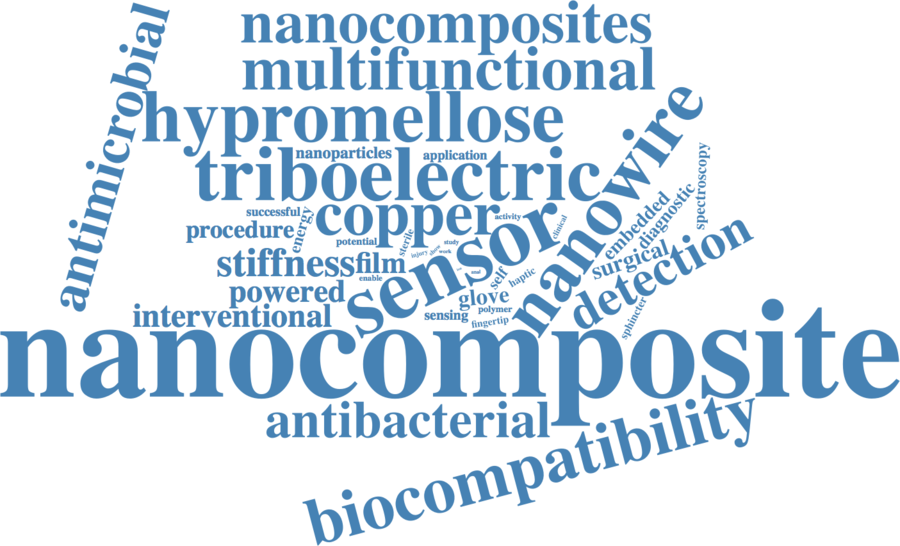 nanocomposites
antimicrobial
multifunctional
hypromellose
nanowire
nanoparticles
application
triboelectric
spectroscopy
successful
energy
copper
activity
clinical
embedded
diagnostic
procedure
potential
sterile
study
sensor
injury
work
stiffness
film
enable
self
haptic
surgical
detection
powered
glove
interventional
sensing
polymer
fingertip
sphincter
nanocomposite
antibacterial
biocompatibility